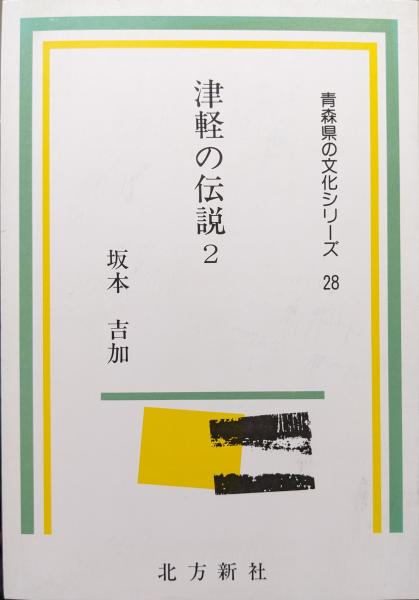 青森県の文化シリーズ 28
津軽の伝説 2
坂本 吉加
北方新社